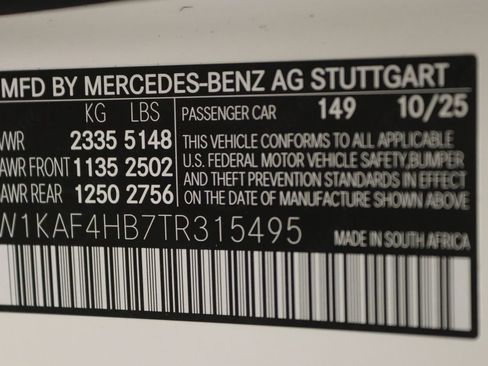 MFD BY MERCEDES-BENZ AG STUTTGART
KG LBS PASSENGER CAR 149 10/25
VWR 2335 5148 THIS VEHICLE CONFORMS TO ALL APPLICABLE
AWR FRONT 1135 2502 U.S. FEDERAL MOTOR VEHICLE SAFETY, BUMPER
AWR REAR 1250 2756 AND THEFT PREVENTION STANDARDS IN EFFECT
ON THE DATE OF MANUFACTURE SHOWN ABOVE.
W1KAF4HB7TR315495 MADE IN SOUTH AFRICA